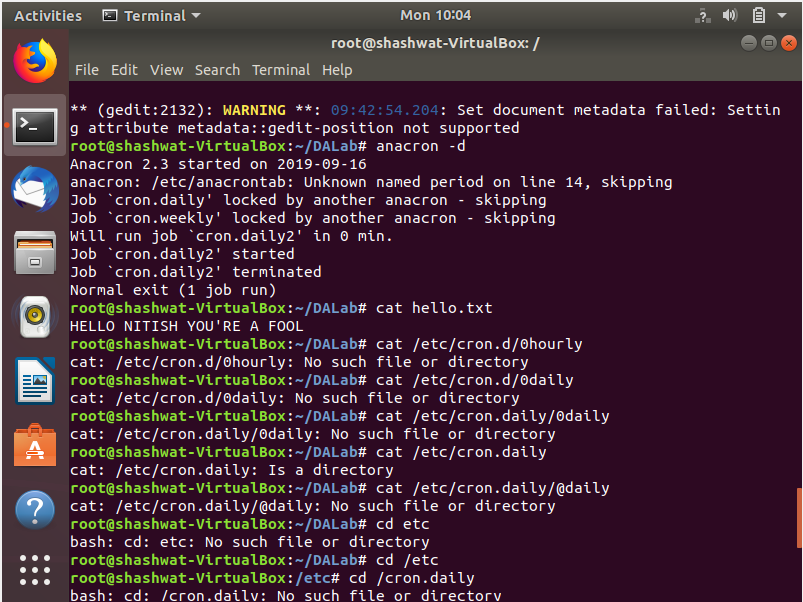 Activities Terminal Mon 10:04
root@shashwat-VirtualBox: /
File Edit View Search Terminal Help
** (gedit:2132): WARNING **: 09:42:54.204: Set document metadata failed: Settin
g attribute metadata::gedit-position not supported
root@shashwat-VirtualBox:~/DALab# anacron -d
Anacron 2.3 started on 2019-09-16
anacron: /etc/anacrontab: Unknown named period on line 14, skipping
Job `cron.daily' locked by another anacron - skipping
Job `cron.weekly' locked by another anacron - skipping
Will run job `cron.daily2' in 0 min.
Job `cron.daily2' started
Job `cron.daily2' terminated
Normal exit (1 job run)
root@shashwat-VirtualBox:~/DALab# cat hello.txt
HELLO NITISH YOU'RE A FOOL
root@shashwat-VirtualBox:~/DALab# cat /etc/cron.d/0hourly
cat: /etc/cron.d/0hourly: No such file or directory
root@shashwat-VirtualBox:~/DALab# cat /etc/cron.d/0daily
cat: /etc/cron.d/0daily: No such file or directory
root@shashwat-VirtualBox:~/DALab# cat /etc/cron.daily/0daily
cat: /etc/cron.daily/0daily: No such file or directory
root@shashwat-VirtualBox:~/DALab# cat /etc/cron.daily
cat: /etc/cron.daily: Is a directory
root@shashwat-VirtualBox:~/DALab# cat /etc/cron.daily/@daily
cat: /etc/cron.daily/@daily: No such file or directory
root@shashwat-VirtualBox:~/DALab# cd etc
bash: cd: etc: No such file or directory
root@shashwat-VirtualBox:~/DALab# cd /etc
root@shashwat-VirtualBox:/etc# cd /cron.daily
bash: cd: /cron.daily: No such file or directory